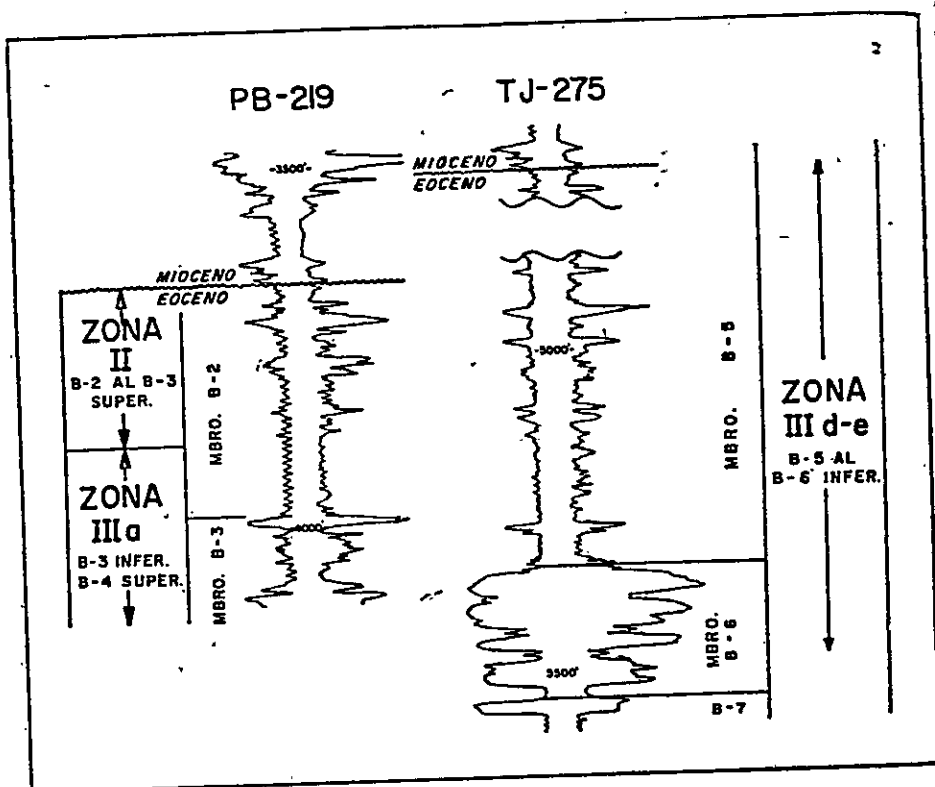 2
PB-219
TJ-275
-3500'-
MIOCENO
EOCENO
MIOCENO
EOCENO
ZONA
II
B-2 AL B-3
SUPER.
MBRO. B-2
-5000'-
MBRO. B-5
ZONA
III d-e
B-5 AL
B-6 INFER.
ZONA
III a
B-3 INFER.
B-4 SUPER.
MBRO. B-3
MBRO.
B-6
5500'
B-7